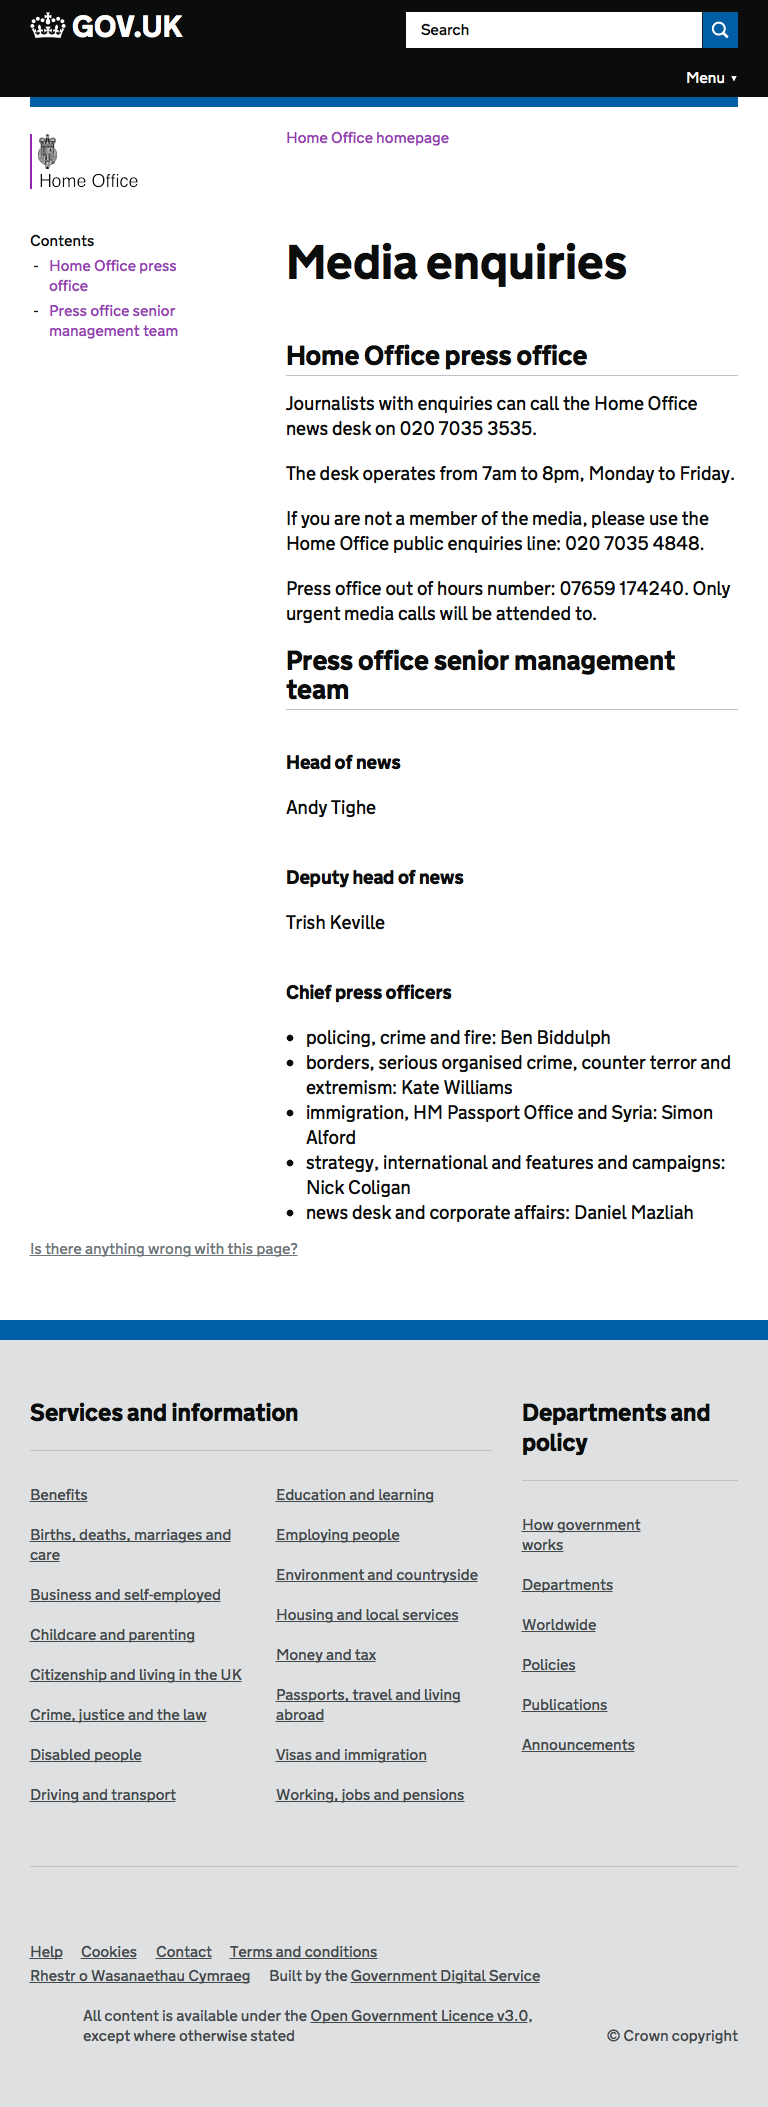 GOV.UK
Search
Menu ▼
Home Office
Home Office homepage
Contents
- Home Office press
office
- Press office senior
management team
Media enquiries
Home Office press office
Journalists with enquiries can call the Home Office
news desk on 020 7035 3535.
The desk operates from 7am to 8pm, Monday to Friday.
If you are not a member of the media, please use the
Home Office public enquiries line: 020 7035 4848.
Press office out of hours number: 07659 174240. Only
urgent media calls will be attended to.
Press office senior management
team
Head of news
Andy Tighe
Deputy head of news
Trish Keville
Chief press officers
• policing, crime and fire: Ben Biddulph
• borders, serious organised crime, counter terror and
extremism: Kate Williams
• immigration, HM Passport Office and Syria: Simon
Alford
• strategy, international and features and campaigns:
Nick Coligan
• news desk and corporate affairs: Daniel Mazliah
Is there anything wrong with this page?
Services and information
Benefits
Births, deaths, marriages and
care
Business and self-employed
Childcare and parenting
Citizenship and living in the UK
Crime, justice and the law
Disabled people
Driving and transport
Education and learning
Employing people
Environment and countryside
Housing and local services
Money and tax
Passports, travel and living
abroad
Visas and immigration
Working, jobs and pensions
Departments and
policy
How government
works
Departments
Worldwide
Policies
Publications
Announcements
Help Cookies Contact Terms and conditions
Rhestr o Wasanaethau Cymraeg Built by the Government Digital Service
All content is available under the Open Government Licence v3.0,
except where otherwise stated
© Crown copyright